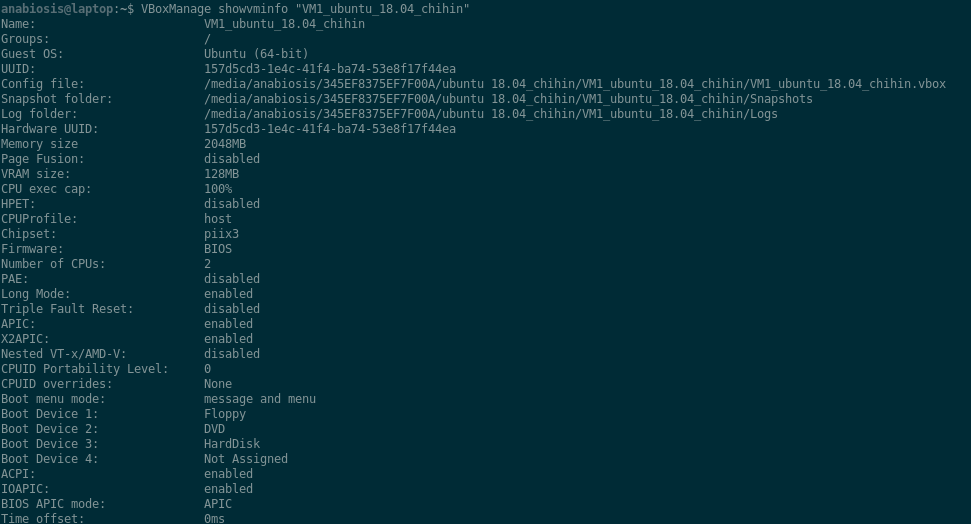 anabiosis@laptop:~$ VBoxManage showvminfo "VM1_ubuntu_18.04_chihin"
Name: VM1_ubuntu_18.04_chihin
Groups: /
Guest OS: Ubuntu (64-bit)
UUID: 157d5cd3-1e4c-41f4-ba74-53e8f17f44ea
Config file: /media/anabiosis/345EF8375EF7F00A/ubuntu 18.04_chihin/VM1_ubuntu_18.04_chihin/VM1_ubuntu_18.04_chihin.vbox
Snapshot folder: /media/anabiosis/345EF8375EF7F00A/ubuntu 18.04_chihin/VM1_ubuntu_18.04_chihin/Snapshots
Log folder: /media/anabiosis/345EF8375EF7F00A/ubuntu 18.04_chihin/VM1_ubuntu_18.04_chihin/Logs
Hardware UUID: 157d5cd3-1e4c-41f4-ba74-53e8f17f44ea
Memory size 2048MB
Page Fusion: disabled
VRAM size: 128MB
CPU exec cap: 100%
HPET: disabled
CPUProfile: host
Chipset: piix3
Firmware: BIOS
Number of CPUs: 2
PAE: disabled
Long Mode: enabled
Triple Fault Reset: disabled
APIC: enabled
X2APIC: enabled
Nested VT-x/AMD-V: disabled
CPUID Portability Level: 0
CPUID overrides: None
Boot menu mode: message and menu
Boot Device 1: Floppy
Boot Device 2: DVD
Boot Device 3: HardDisk
Boot Device 4: Not Assigned
ACPI: enabled
IOAPIC: enabled
BIOS APIC mode: APIC
Time offset: 0ms